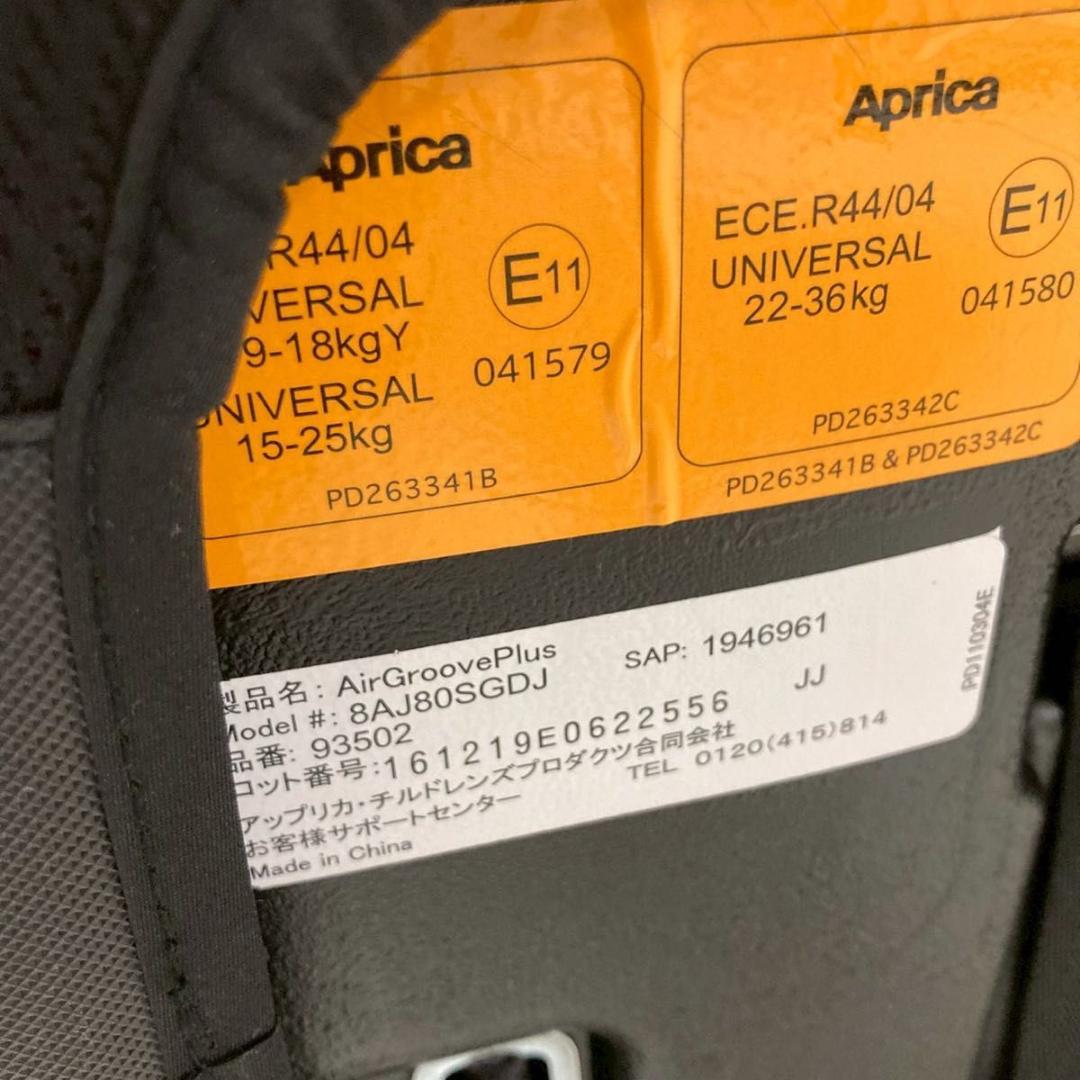 Aprica
R44/04
VERSAL
9-18kgY
UNIVERSAL
15-25kg
E11
041579
PD263341B
Aprica
ECE.R44/04
UNIVERSAL
22-36kg
E11
041580
PD263342C
PD263341B & PD263342C
製品名: AirGroovePlus
SAP: 1946961
Model #: 8AJ80SGDJ
JJ
品番: 93502
ロット番号:161219E0622556
アップリカ・チルドレンズプロダクツ合同会社
お客様サポートセンター TEL 0120(415)814
Made in China
PD110304E